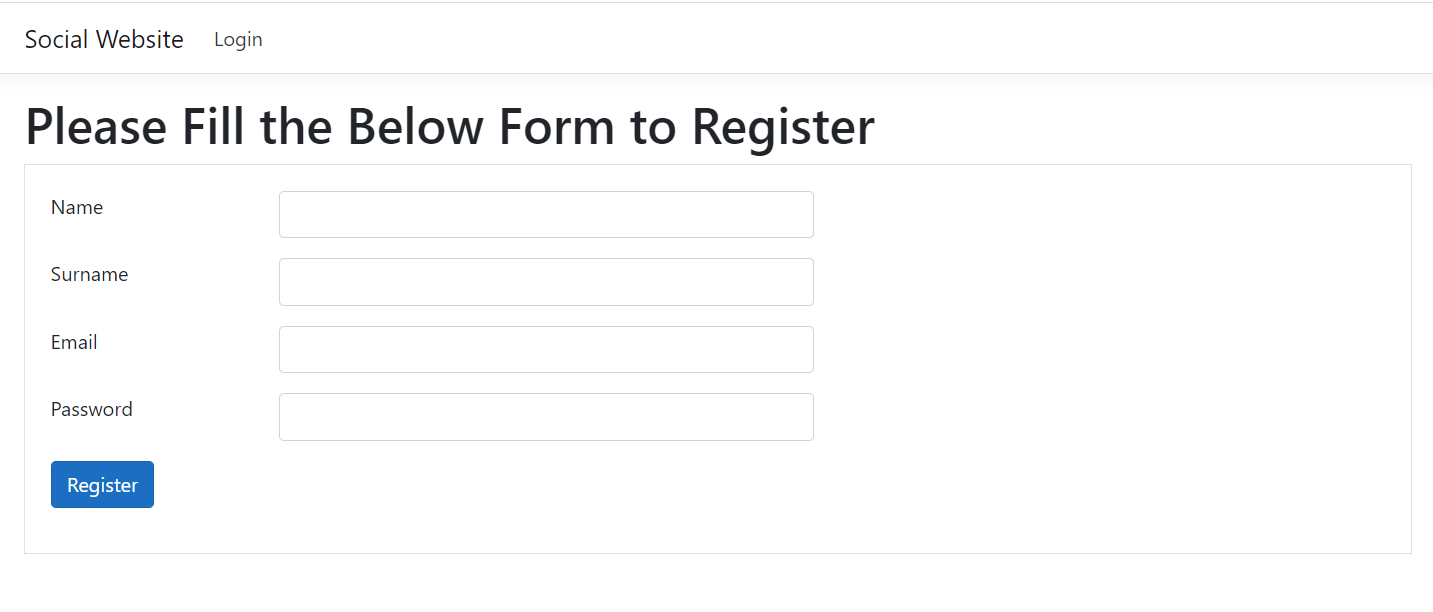 Social Website Login
Please Fill the Below Form to Register
Name
Surname
Email
Password
Register